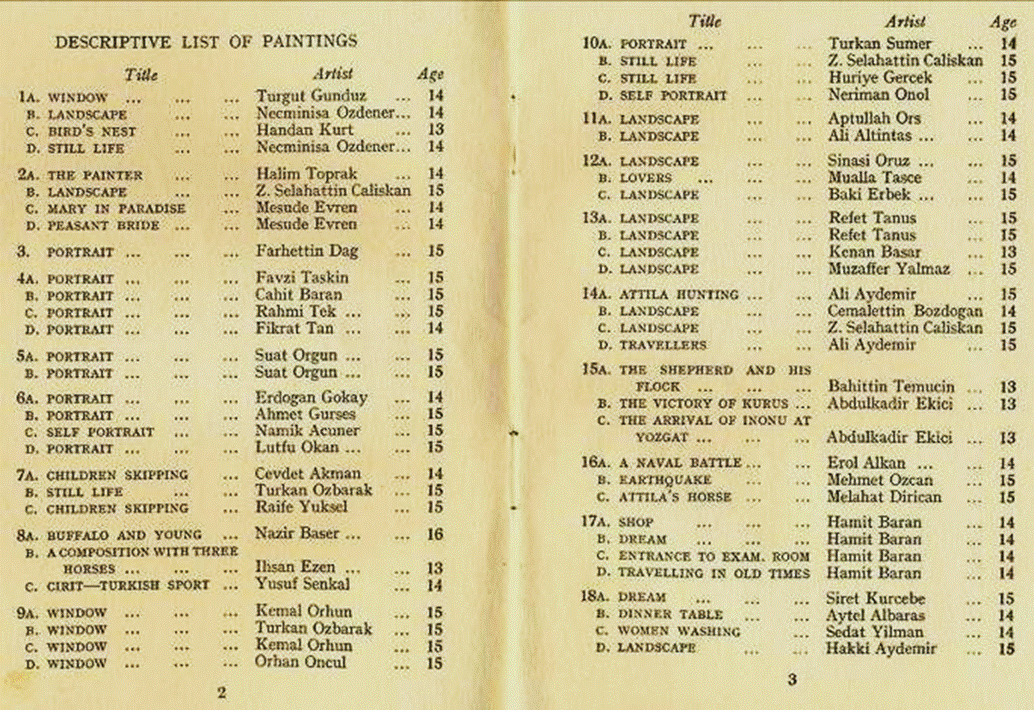 DESCRIPTIVE LIST OF PAINTINGS
Title Artist Age
1A. WINDOW ... ... ... Turgut Gunduz ... 14
B. LANDSCAPE ... ... Necminisa Ozdener... 14
C. BIRD'S NEST ... ... Handan Kurt ... 13
D. STILL LIFE ... ... Necminisa Ozdener... 14
2A. THE PAINTER ... ... Halim Toprak ... 14
B. LANDSCAPE ... ... Z. Selahattin Caliskan 15
C. MARY IN PARADISE ... Mesude Evren ... 14
D. PEASANT BRIDE ... ... Mesude Evren ... 14
3. PORTRAIT ... ... ... Farhettin Dag ... 15
4A. PORTRAIT ... ... ... Favzi Taskin ... 15
B. PORTRAIT ... ... ... Cahit Baran ... 15
C. PORTRAIT ... ... ... Rahmi Tek ... ... 15
D. PORTRAIT ... ... ... Fikrat Tan ... ... 14
5A. PORTRAIT ... ... ... Suat Orgun ... ... 15
B. PORTRAIT ... ... ... Suat Orgun ... ... 15
6A. PORTRAIT ... ... ... Erdogan Gokay ... 14
B. PORTRAIT ... ... ... Ahmet Gurses ... 15
C. SELF PORTRAIT ... ... Namik Acuner ... 15
D. PORTRAIT ... ... ... Lutfu Okan ... ... 15
7A. CHILDREN SKIPPING ... Cevdet Akman ... 14
B. STILL LIFE ... ... Turkan Ozbarak ... 15
C. CHILDREN SKIPPING ... Raife Yuksel ... 15
8A. BUFFALO AND YOUNG ... Nazir Baser ... ... 16
B. A COMPOSITION WITH THREE
HORSES ... ... ... Ihsan Ezen ... ... 13
C. CIRIT—TURKISH SPORT ... Yusuf Senkal ... 14
9A. WINDOW ... ... ... Kemal Orhun ... 15
B. WINDOW ... ... ... Turkan Ozbarak ... 15
C. WINDOW ... ... ... Kemal Orhun ... 15
D. WINDOW ... ... ... Orhan Oncul ... 15
2
Title Artist Age
10A. PORTRAIT ... ... ... Turkan Sumer ... 14
B. STILL LIFE ... ... Z. Selahattin Caliskan 15
C. STILL LIFE ... ... Huriye Gercek ... 15
D. SELF PORTRAIT ... ... Neriman Onol ... 15
11A. LANDSCAPE ... ... Aptullah Ors ... 14
B. LANDSCAPE ... ... Ali Altintas ... ... 14
12A. LANDSCAPE ... ... Sinasi Oruz ... ... 15
B. LOVERS ... ... ... Mualla Tasce ... 14
C. LANDSCAPE ... ... Baki Erbek ... ... 15
13A. LANDSCAPE ... ... Refet Tanus ... 15
B. LANDSCAPE ... ... Refet Tanus ... 15
C. LANDSCAPE ... ... Kenan Basar ... 13
D. LANDSCAPE ... ... Muzaffer Yalmaz ... 15
14A. ATTILA HUNTING ... ... Ali Aydemir ... 15
B. LANDSCAPE ... ... Cemalettin Bozdogan 14
C. LANDSCAPE ... ... Z. Selahattin Caliskan 15
D. TRAVELLERS ... ... Ali Aydemir ... 15
15A. THE SHEPHERD AND HIS
FLOCK ... ... ... Bahittin Temucin ... 13
B. THE VICTORY OF KURUS ... Abdulkadir Ekici ... 13
C. THE ARRIVAL OF INONU AT
YOZGAT ... ... ... Abdulkadir Ekici ... 13
16A. A NAVAL BATTLE ... ... Erol Alkan ... ... 14
B. EARTHQUAKE ... ... Mehmet Ozcan ... 15
C. ATTILA'S HORSE ... ... Melahat Dirican ... 15
17A. SHOP ... ... ... Hamit Baran ... 14
B. DREAM ... ... ... Hamit Baran ... 14
C. ENTRANCE TO EXAM. ROOM Hamit Baran ... 14
D. TRAVELLING IN OLD TIMES Hamit Baran ... 14
18A. DREAM ... ... ... Siret Kurcebe ... 15
B. DINNER TABLE ... ... Aytel Albaras ... 14
C. WOMEN WASHING ... Sedat Yilman ... 14
D. LANDSCAPE ... ... Hakki Aydemir ... 15
3